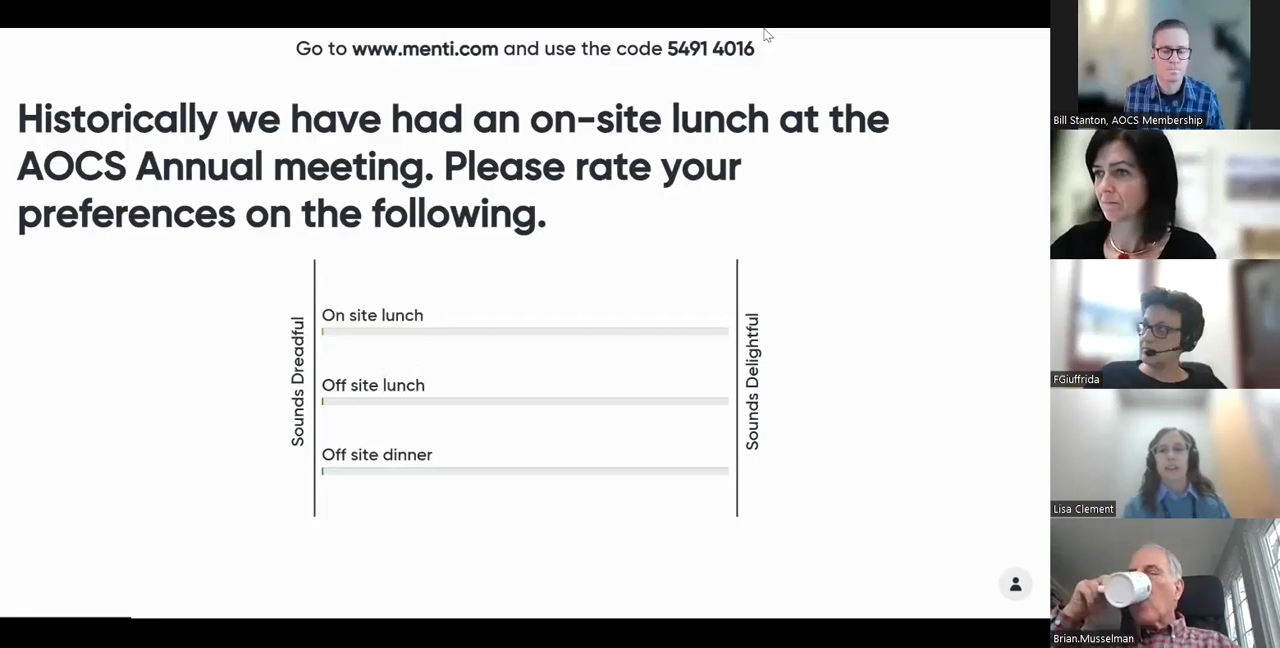 Go to www.menti.com and use the code 5491 4016
Historically we have had an on-site lunch at the
AOCS Annual meeting. Please rate your
preferences on the following.
Sounds Dreadful
On site lunch
Off site lunch
Off site dinner
Sounds Delightful
Bill Stanton, AOCS Membership
FGiuffrida
Lisa Clement
Brian.Musselman